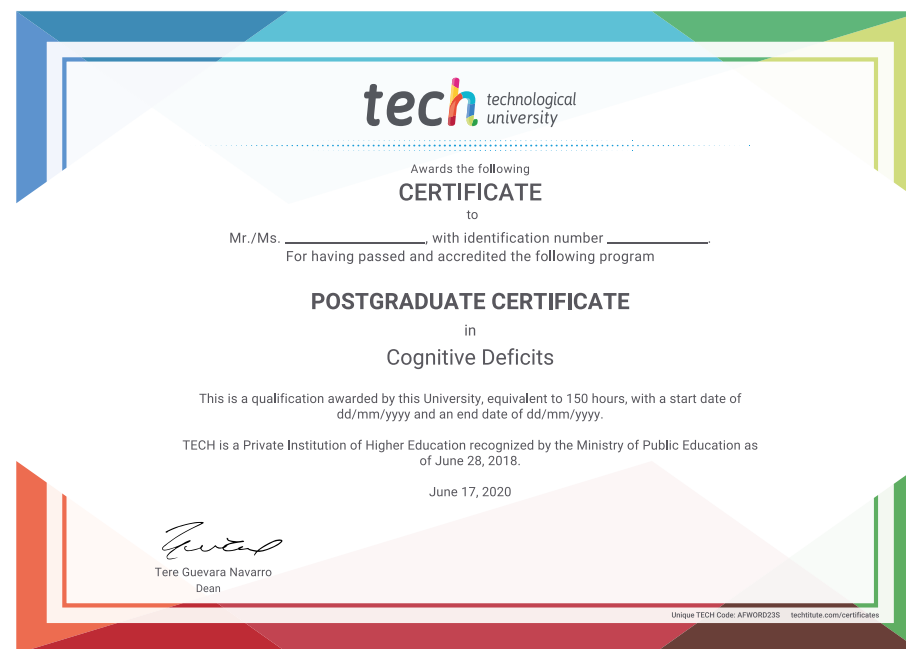 tech technological
university
Awards the following
CERTIFICATE
to
Mr./Ms. ____________________, with identification number ______________.
For having passed and accredited the following program
POSTGRADUATE CERTIFICATE
in
Cognitive Deficits
This is a qualification awarded by this University, equivalent to 150 hours, with a start date of
dd/mm/yyyy and an end date of dd/mm/yyyy.
TECH is a Private Institution of Higher Education recognized by the Ministry of Public Education as
of June 28, 2018.
June 17, 2020
Tere Guevara Navarro
Dean
Unique TECH Code: AFWORD23S techtitute.com/certificates